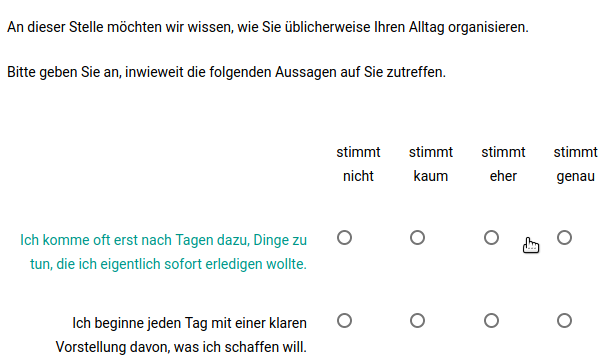 An dieser Stelle möchten wir wissen, wie Sie üblicherweise Ihren Alltag organisieren.
Bitte geben Sie an, inwieweit die folgenden Aussagen auf Sie zutreffen.
stimmt nicht
stimmt kaum
stimmt eher
stimmt genau
Ich komme oft erst nach Tagen dazu, Dinge zu
tun, die ich eigentlich sofort erledigen wollte.
Ich beginne jeden Tag mit einer klaren
Vorstellung davon, was ich schaffen will.